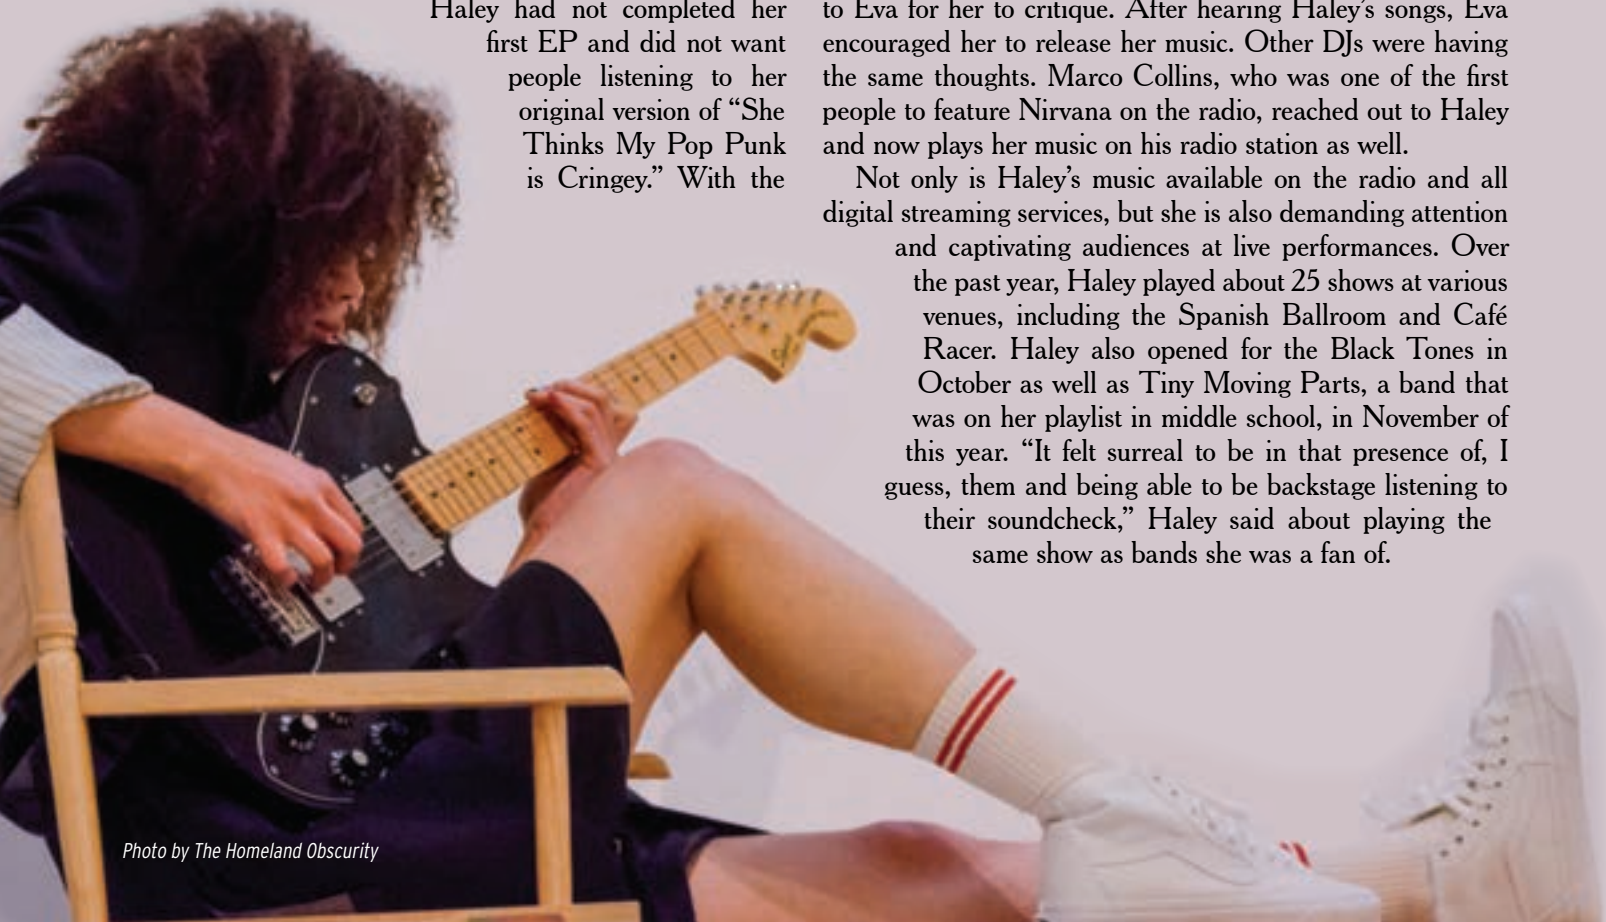 Haley had not completed her
first EP and did not want
people listening to her
original version of “She
Thinks My Pop Punk
is Cringey.” With the
to Eva for her to critique. After hearing Haley’s songs, Eva
encouraged her to release her music. Other DJs were having
the same thoughts. Marco Collins, who was one of the first
people to feature Nirvana on the radio, reached out to Haley
and now plays her music on his radio station as well.
Not only is Haley’s music available on the radio and all
digital streaming services, but she is also demanding attention
and captivating audiences at live performances. Over
the past year, Haley played about 25 shows at various
venues, including the Spanish Ballroom and Café
Racer. Haley also opened for the Black Tones in
October as well as Tiny Moving Parts, a band that
was on her playlist in middle school, in November of
this year. “It felt surreal to be in that presence of, I
guess, them and being able to be backstage listening to
their soundcheck,” Haley said about playing the
same show as bands she was a fan of.
Photo by The Homeland Obscurity